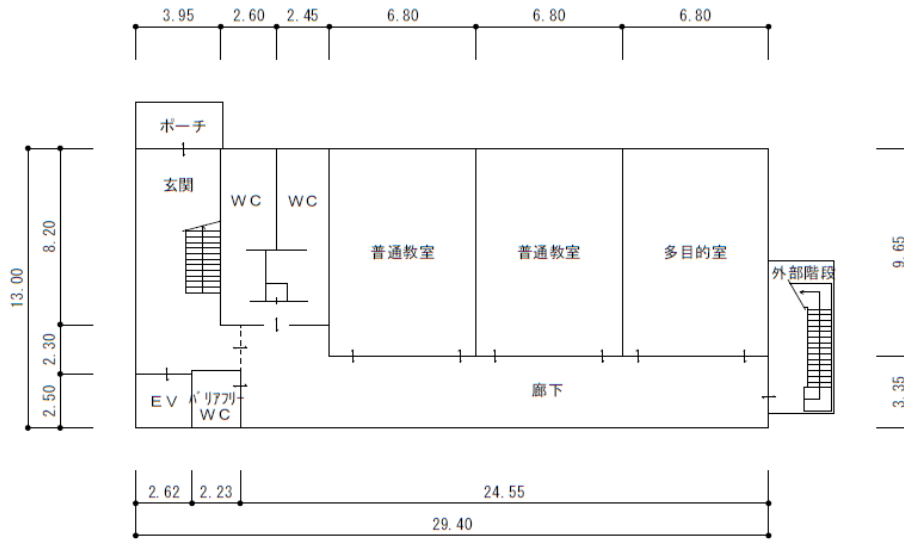 3.95 2.60 2.45 6.80 6.80 6.80
ポーチ
玄関
WC WC
8.20
13.00
9.65
普通教室 普通教室 多目的室
外部階段
2.30
廊下
3.35
2.50
EV バリアフリー
WC
2.62 2.23 24.55
29.40